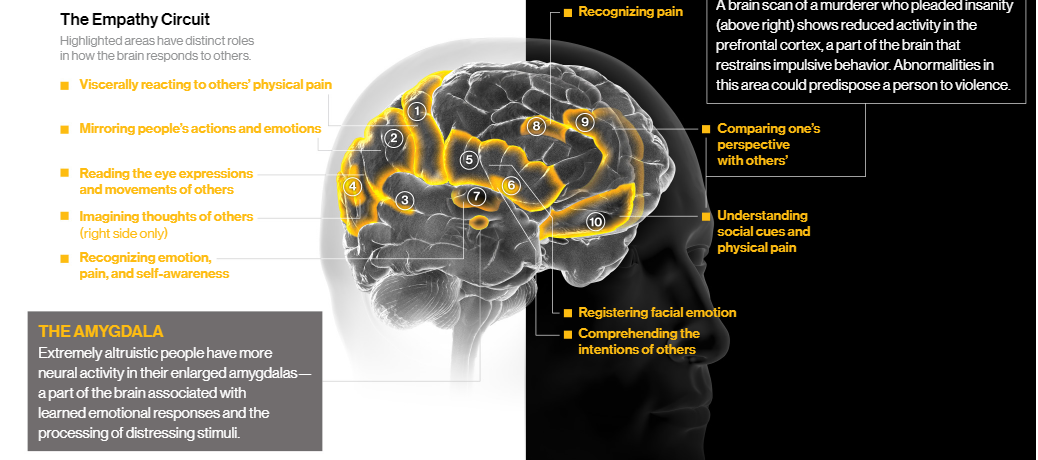 The Empathy Circuit
Highlighted areas have distinct roles
in how the brain responds to others.
Viscerally reacting to others' physical pain
Mirroring people's actions and emotions
Reading the eye expressions
and movements of others
Imagining thoughts of others
(right side only)
Recognizing emotion,
pain, and self-awareness
THE AMYGDALA
Extremely altruistic people have more
neural activity in their enlarged amygdalas—
a part of the brain associated with
learned emotional responses and the
processing of distressing stimuli.
1
2
3
4
5
6
7
8
9
10
Recognizing pain
A brain scan of a murderer who pleaded insanity
(above right) shows reduced activity in the
prefrontal cortex, a part of the brain that
restrains impulsive behavior. Abnormalities in
this area could predispose a person to violence.
Comparing one's
perspective
with others'
Understanding
social cues and
physical pain
Registering facial emotion
Comprehending the
intentions of others